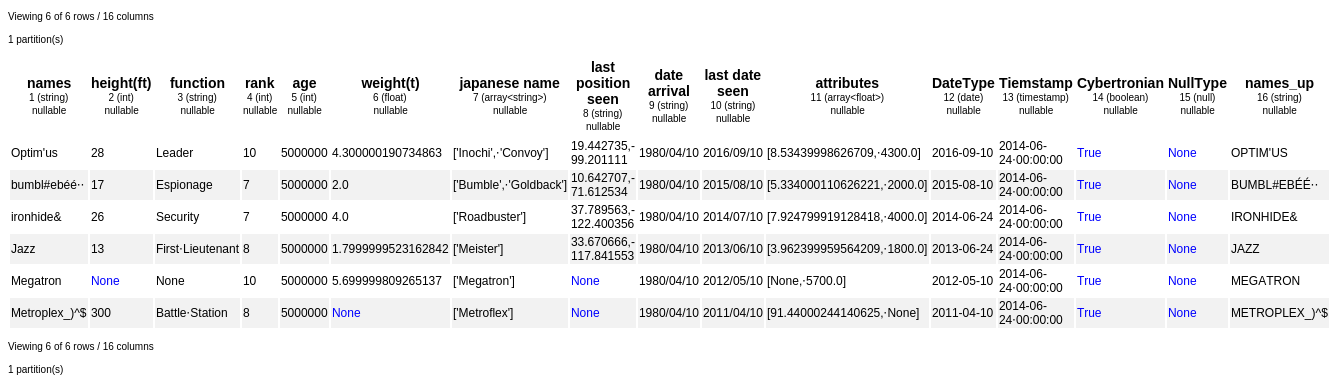 Viewing 6 of 6 rows / 16 columns
1 partition(s)
names height(ft) function rank age weight(t) japanese name last position seen date arrival last date seen attributes DateType Tiemstamp Cybertronian NullType names_up
1 (string) 2 (int) 3 (string) 4 (int) 5 (int) 6 (float) 7 (array<string>) 8 (string) 9 (string) 10 (string) 11 (array<float>) 12 (date) 13 (timestamp) 14 (boolean) 15 (null) 16 (string)
nullable nullable nullable nullable nullable nullable nullable nullable nullable nullable nullable nullable nullable nullable nullable nullable
Optim'us 28 Leader 10 5000000 4.300000190734863 ['Inochi',·'Convoy'] 19.442735,-99.201111 1980/04/10 2016/09/10 [8.53439998626709,·4300.0] 2016-09-10 2014-06-24·00:00:00 True None OPTIM'US
bumbl#ebéé·· 17 Espionage 7 5000000 2.0 ['Bumble',·'Goldback'] 10.642707,-71.612534 1980/04/10 2015/08/10 [5.334000110626221,·2000.0] 2015-08-10 2014-06-24·00:00:00 True None BUMBL#EBÉÉ··
ironhide& 26 Security 7 5000000 4.0 ['Roadbuster'] 37.789563,-122.400356 1980/04/10 2014/07/10 [7.924799919128418,·4000.0] 2014-06-24 2014-06-24·00:00:00 True None IRONHIDE&
Jazz 13 First·Lieutenant 8 5000000 1.7999999523162842 ['Meister'] 33.670666,-117.841553 1980/04/10 2013/06/10 [3.962399959564209,·1800.0] 2013-06-24 2014-06-24·00:00:00 True None JAZZ
Megatron None None 10 5000000 5.699999809265137 ['Megatron'] None 1980/04/10 2012/05/10 [None,·5700.0] 2012-05-10 2014-06-24·00:00:00 True None MEGATRON
Metroplex_)^$ 300 Battle·Station 8 5000000 None ['Metroflex'] None 1980/04/10 2011/04/10 [91.44000244140625,·None] 2011-04-10 2014-06-24·00:00:00 True None METROPLEX_)^$
Viewing 6 of 6 rows / 16 columns
1 partition(s)